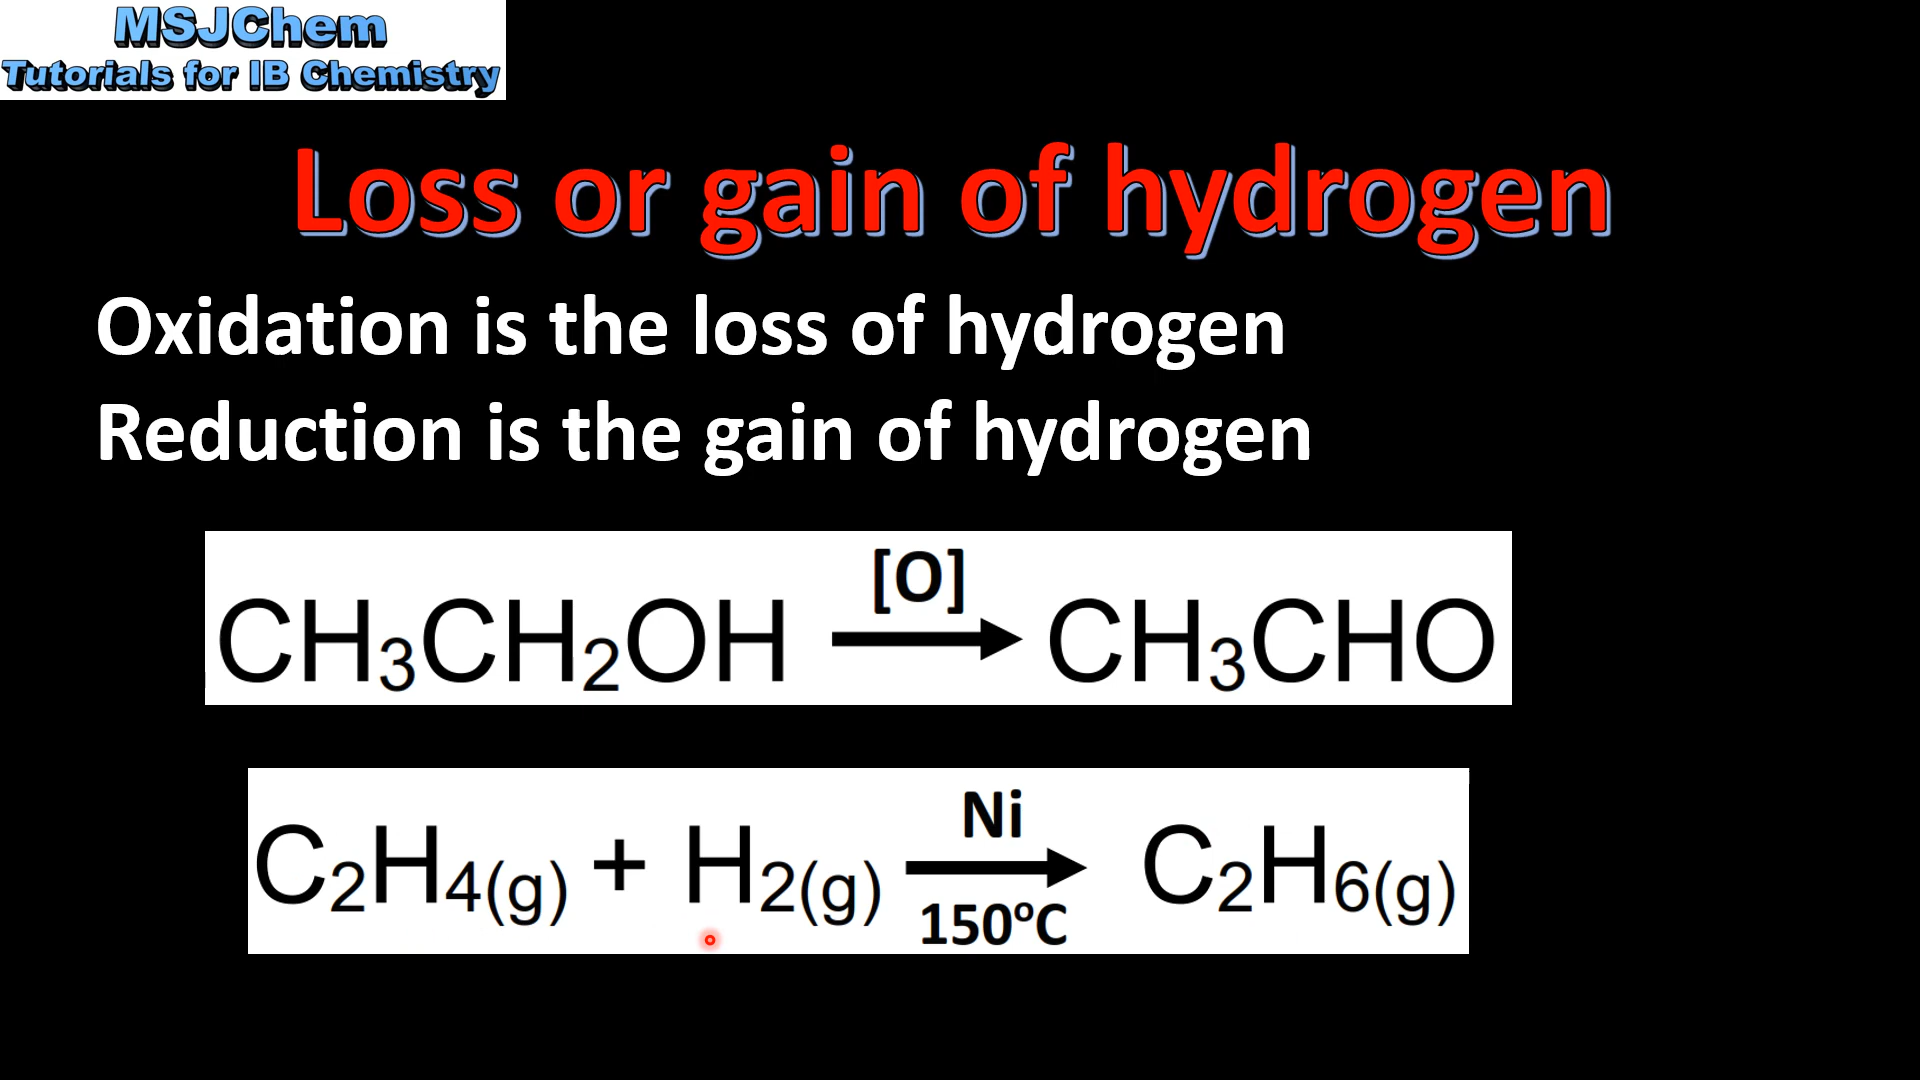 MSJChem
Tutorials for IB Chemistry
Loss or gain of hydrogen
Oxidation is the loss of hydrogen
Reduction is the gain of hydrogen
[O]
CH₃CH₂OH → CH₃CHO
Ni
C₂H₄(g) + H₂(g) → C₂H₆(g)
150ºC